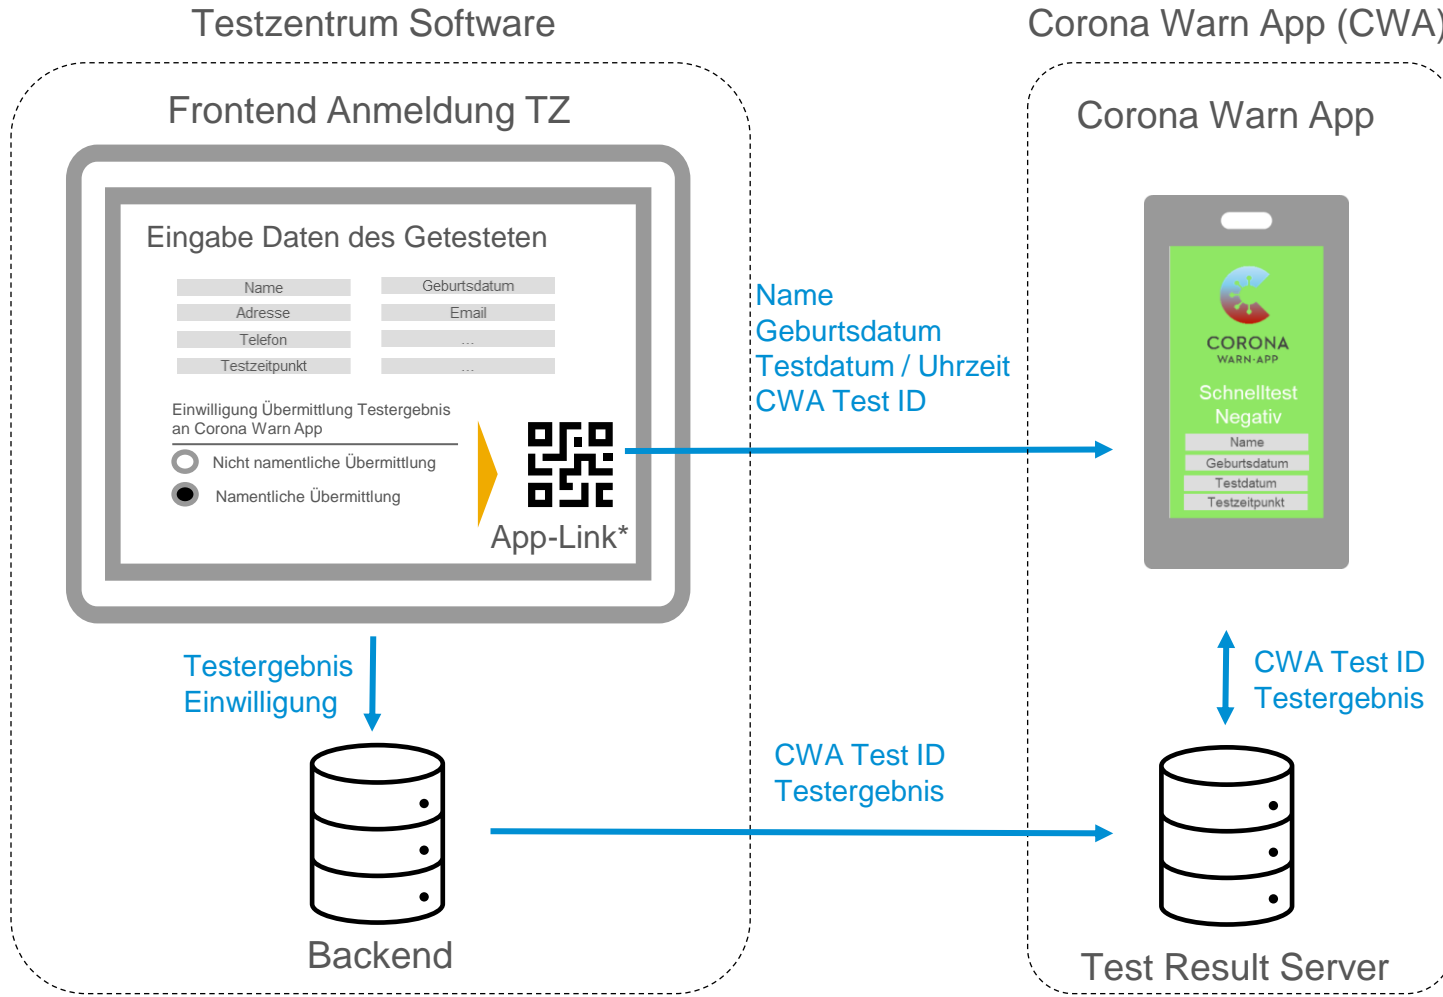 Testzentrum Software
Corona Warn App (CWA)
Frontend Anmeldung TZ
Corona Warn App
Eingabe Daten des Getesteten
Name
Geburtsdatum
Adresse
Email
Telefon
...
Testzeitpunkt
...
Einwilligung Übermittlung Testergebnis
an Corona Warn App
Nicht namentliche Übermittlung
Namentliche Übermittlung
App-Link*
Name
Geburtsdatum
Testdatum / Uhrzeit
CWA Test ID
CORONA
WARN-APP
Schnelltest
Negativ
Name
Geburtsdatum
Testdatum
Testzeitpunkt
Testergebnis
Einwilligung
CWA Test ID
Testergebnis
CWA Test ID
Testergebnis
Backend
Test Result Server